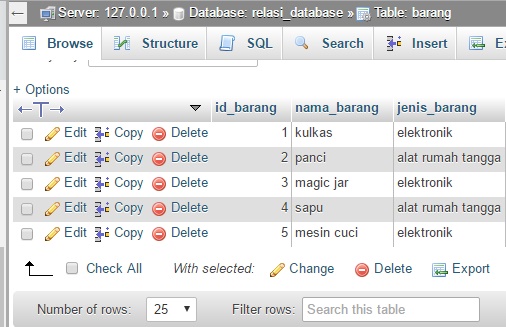 Server: 127.0.0.1 » Database: relasi_database » Table: barang
Browse Structure SQL Search Insert
+ Options
id_barang nama_barang jenis_barang
Edit Copy Delete 1 kulkas elektronik
Edit Copy Delete 2 panci alat rumah tangga
Edit Copy Delete 3 magic jar elektronik
Edit Copy Delete 4 sapu alat rumah tangga
Edit Copy Delete 5 mesin cuci elektronik
Check All With selected: Change Delete Export
Number of rows: 25 Filter rows: Search this table